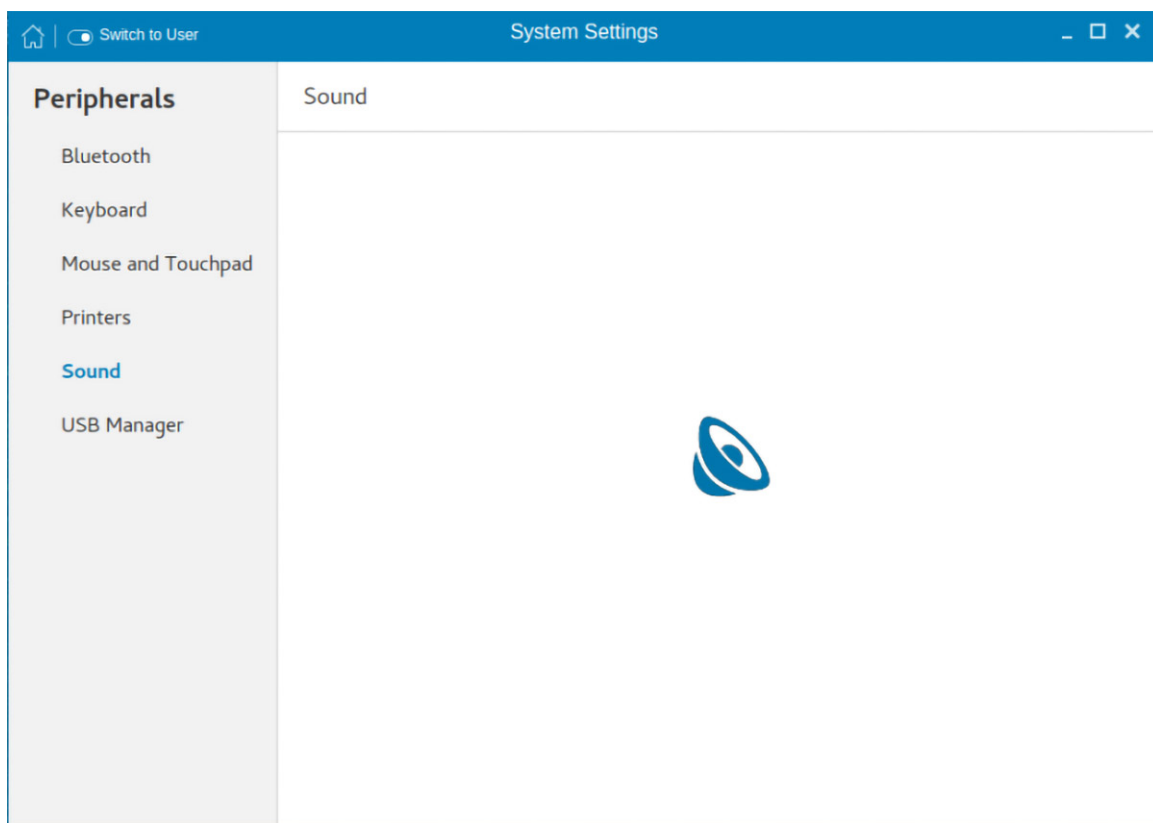 Switch to User
System Settings
Peripherals
Sound
Bluetooth
Keyboard
Mouse and Touchpad
Printers
Sound
USB Manager